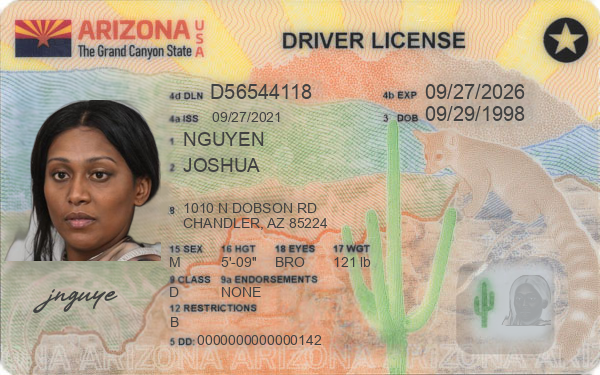 ARIZONA USA
The Grand Canyon State
DRIVER LICENSE
4d DLN D56544118
4b EXP 09/27/2026
4a ISS 09/27/2021
3 DOB 09/29/1998
1 NGUYEN
2 JOSHUA
8 1010 N DOBSON RD
CHANDLER, AZ 85224
15 SEX 16 HGT 18 EYES 17 WGT
M 5'-09" BRO 121 lb
9 CLASS 9a ENDORSEMENTS
D NONE
12 RESTRICTIONS
B
jnguye
5 DD: 0000000000000142
ARIZONA ARIZONA ARIZONA ARIZONA